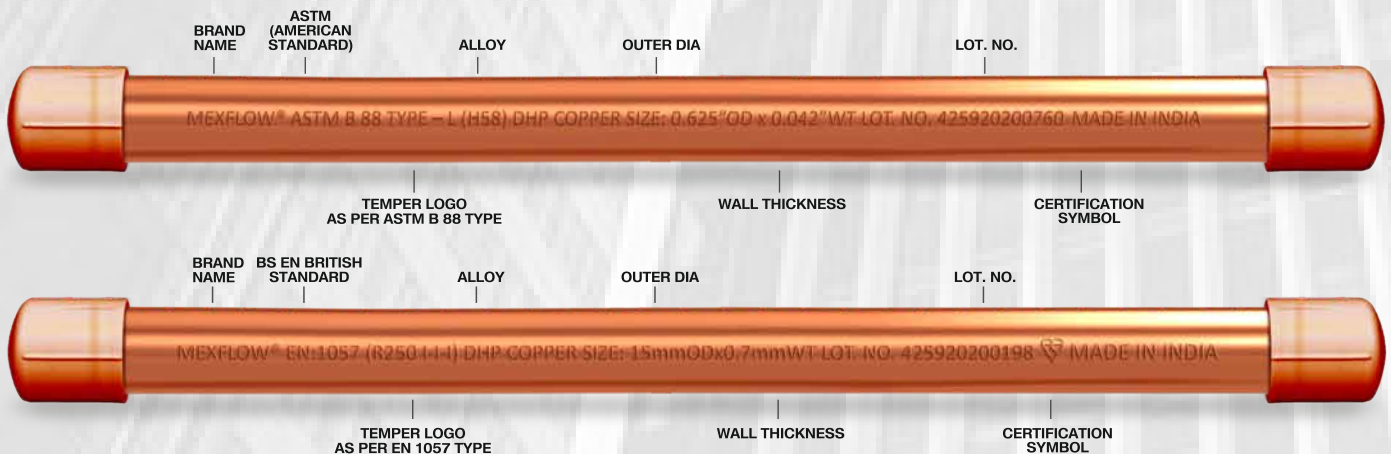 BRAND
NAME
ASTM
(AMERICAN
STANDARD)
ALLOY
OUTER DIA
LOT. NO.
MEXFLOW® ASTM B 88 TYPE – L (H58) DHP COPPER SIZE: 0.625"OD x 0.042"WT LOT. NO. 425920200760 MADE IN INDIA
TEMPER LOGO
AS PER ASTM B 88 TYPE
WALL THICKNESS
CERTIFICATION
SYMBOL
BRAND
NAME
BS EN BRITISH
STANDARD
ALLOY
OUTER DIA
LOT. NO.
MEXFLOW® EN:1057 (R250 I-I-I) DHP COPPER SIZE: 15mmODx0.7mmWT LOT. NO. 425920200198 MADE IN INDIA
TEMPER LOGO
AS PER EN 1057 TYPE
WALL THICKNESS
CERTIFICATION
SYMBOL